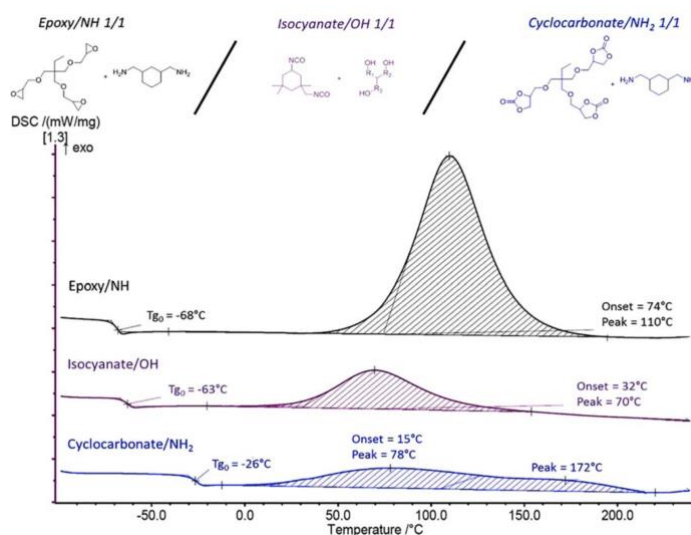 Epoxy/NH 1/1
Isocyanate/OH 1/1
Cyclocarbonate/NH₂ 1/1
O
O
O
O
O
O
+
H₂N
NH₂
NCO
NCO
+
OH
OH
HO
R₁
R₂
R₃
O
O
O
O
O
O
O
O
O
O
O
O
+
H₂N
DSC /(mW/mg)
[1.3]
↑ exo
Epoxy/NH
Tg₀ = -68°C
Onset = 74°C
Peak = 110°C
Isocyanate/OH
Tg₀ = -63°C
Onset = 32°C
Peak = 70°C
Cyclocarbonate/NH₂
Tg₀ = -26°C
Onset = 15°C
Peak = 78°C
Peak = 172°C
-50.0 0.0 50.0 100.0 150.0 200.0
Temperature /°C